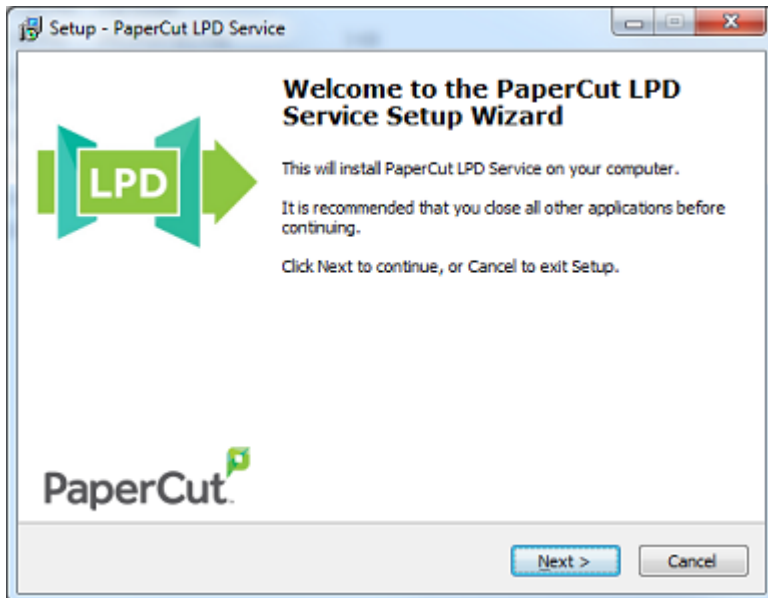 Setup - PaperCut LPD Service
Welcome to the PaperCut LPD
Service Setup Wizard
LPD
This will install PaperCut LPD Service on your computer.
It is recommended that you close all other applications before
continuing.
Click Next to continue, or Cancel to exit Setup.
PaperCut™
Next >
Cancel